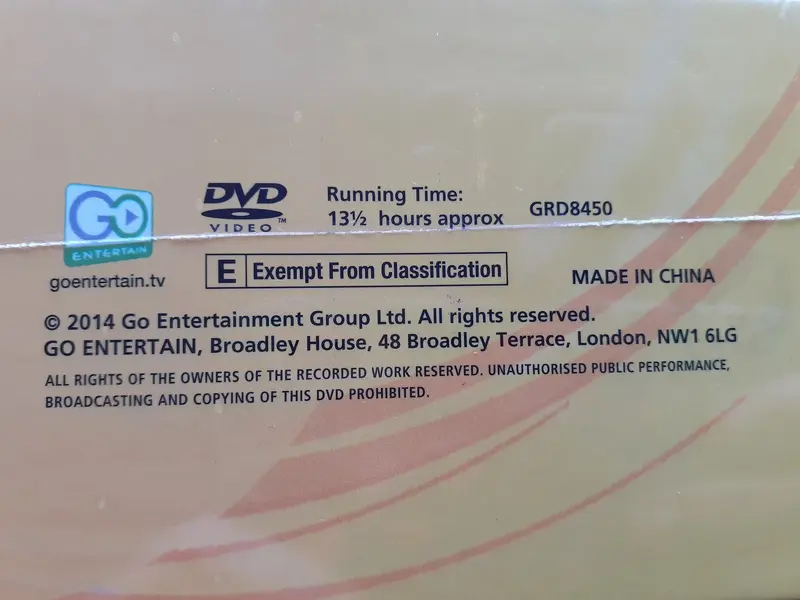 GO
ENTERTAIN
goentertain.tv
DVD
VIDEO™
Running Time:
13½ hours approx
GRD8450
E Exempt From Classification
MADE IN CHINA
© 2014 Go Entertainment Group Ltd. All rights reserved.
GO ENTERTAIN, Broadley House, 48 Broadley Terrace, London, NW1 6LG
ALL RIGHTS OF THE OWNERS OF THE RECORDED WORK RESERVED. UNAUTHORISED PUBLIC PERFORMANCE,
BROADCASTING AND COPYING OF THIS DVD PROHIBITED.